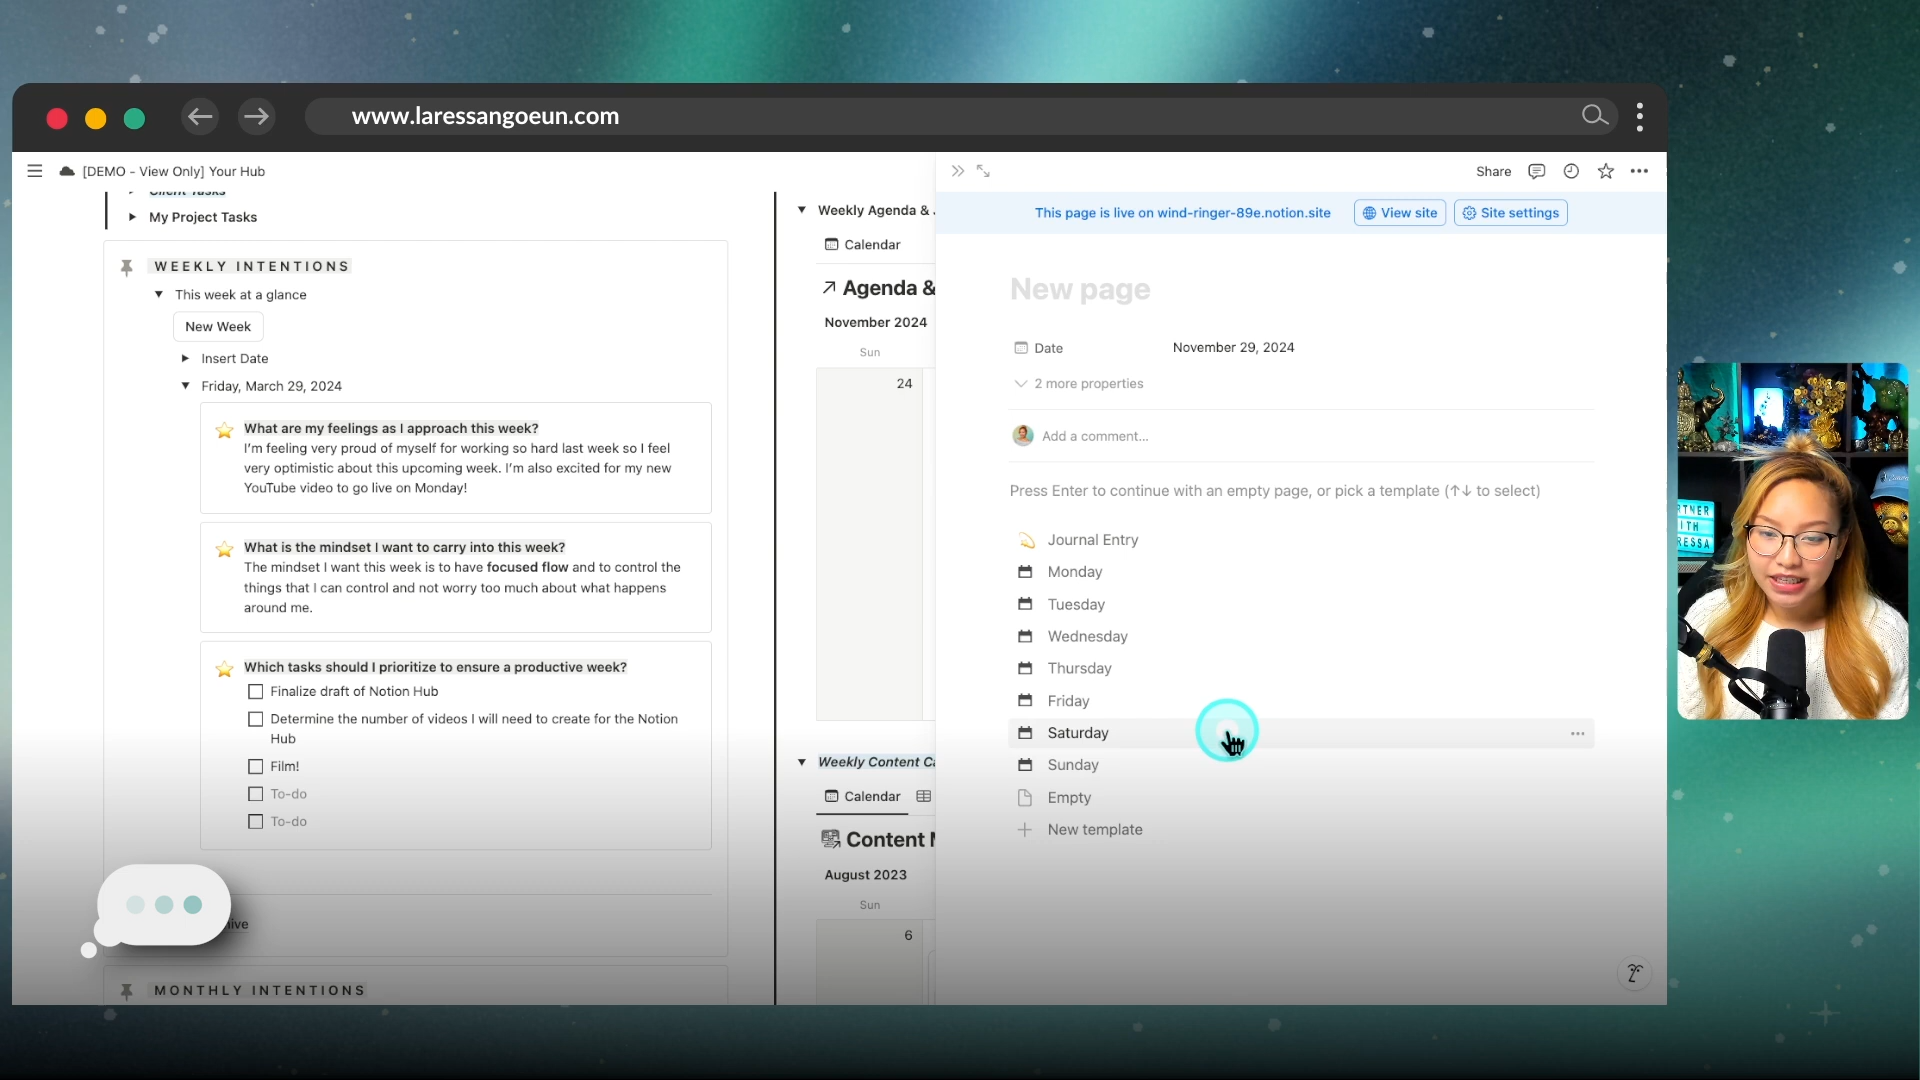 www.laressangoeun.com
[DEMO - View Only] Your Hub
Client Tasks
My Project Tasks
WEEKLY INTENTIONS
This week at a glance
New Week
Insert Date
Friday, March 29, 2024
What are my feelings as I approach this week?
I'm feeling very proud of myself for working so hard last week so I feel
very optimistic about this upcoming week. I'm also excited for my new
YouTube video to go live on Monday!
What is the mindset I want to carry into this week?
The mindset I want this week is to have focused flow and to control the
things that I can control and not worry too much about what happens
around me.
Which tasks should I prioritize to ensure a productive week?
Finalize draft of Notion Hub
Determine the number of videos I will need to create for the Notion
Hub
Film!
To-do
To-do
MONTHLY INTENTIONS
Weekly Agenda &
Calendar
Agenda &
November 2024
Sun
24
Weekly Content
Calendar
Content
August 2023
Sun
6
Share
This page is live on wind-ringer-89e.notion.site
View site
Site settings
New page
Date
November 29, 2024
2 more properties
Add a comment...
Press Enter to continue with an empty page, or pick a template (↑↓ to select)
Journal Entry
Monday
Tuesday
Wednesday
Thursday
Friday
Saturday
Sunday
Empty
New template
WITH